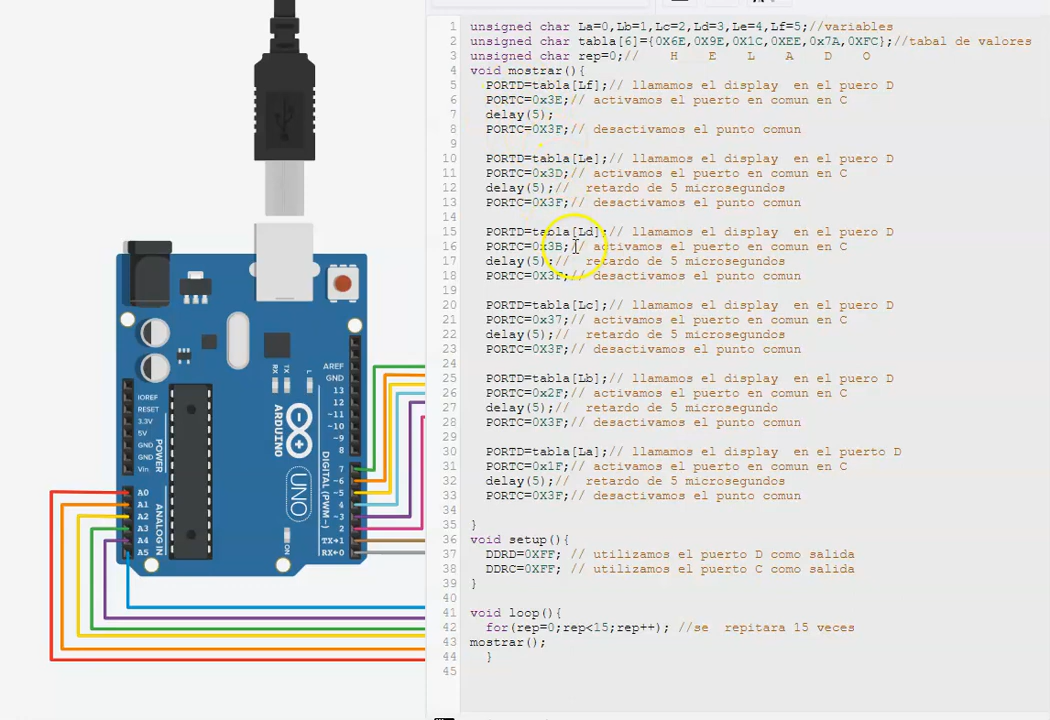 1 unsigned char La=0,Lb=1,Lc=2,Ld=3,Le=4,Lf=5;//variables
2 unsigned char tabla[6]={0X6E,0X9E,0X1C,0XEE,0x7A,0XFC};//tabal de valores
3 unsigned char rep=0;// H E L A D O
4 void mostrar(){
5 PORTD=tabla[Lf];// llamamos el display en el puero D
6 PORTC=0x3E;// activamos el puerto en comun en C
7 delay(5);
8 PORTC=0X3F;// desactivamos el punto comun
9
10 PORTD=tabla[Le];// llamamos el display en el puero D
11 PORTC=0x3D;// activamos el puerto en comun en C
12 delay(5);// retardo de 5 microsegundos
13 PORTC=0X3F;// desactivamos el punto comun
14
15 PORTD=tabla[Ld];// llamamos el display en el puero D
16 PORTC=0x3B;// activamos el puerto en comun en C
17 delay(5);// retardo de 5 microsegundos
18 PORTC=0X3F;// desactivamos el punto comun
19
20 PORTD=tabla[Lc];// llamamos el display en el puero D
21 PORTC=0x37;// activamos el puerto en comun en C
22 delay(5);// retardo de 5 microsegundos
23 PORTC=0X3F;// desactivamos el punto comun
24
25 PORTD=tabla[Lb];// llamamos el display en el puero D
26 PORTC=0x2F;// activamos el puerto en comun en C
27 delay(5);// retardo de 5 microsegundo
28 PORTC=0X3F;// desactivamos el punto comun
29
30 PORTD=tabla[La];// llamamos el display en el puerto D
31 PORTC=0x1F;// activamos el puerto en comun en C
32 delay(5);// retardo de 5 microsegundos
33 PORTC=0X3F;// desactivamos el punto comun
34
35 }
36 void setup(){
37 DDRD=0XFF; // utilizamos el puerto D como salida
38 DDRC=0XFF; // utilizamos el puerto C como salida
39 }
40
41 void loop(){
42 for(rep=0;rep<15;rep++); //se repitara 15 veces
43 mostrar();
44 }
45
AREF
GND
13
12
~11
~10
~9
8
7
~6
~5
4
~3
2
TX→1
RX←0
DIGITAL (PWM~)
RX
TX
L
ARDUINO
UNO
ON
IOREF
RESET
3.3V
5V
GND
GND
Vin
POWER
A0
A1
A2
A3
A4
A5
ANALOG IN